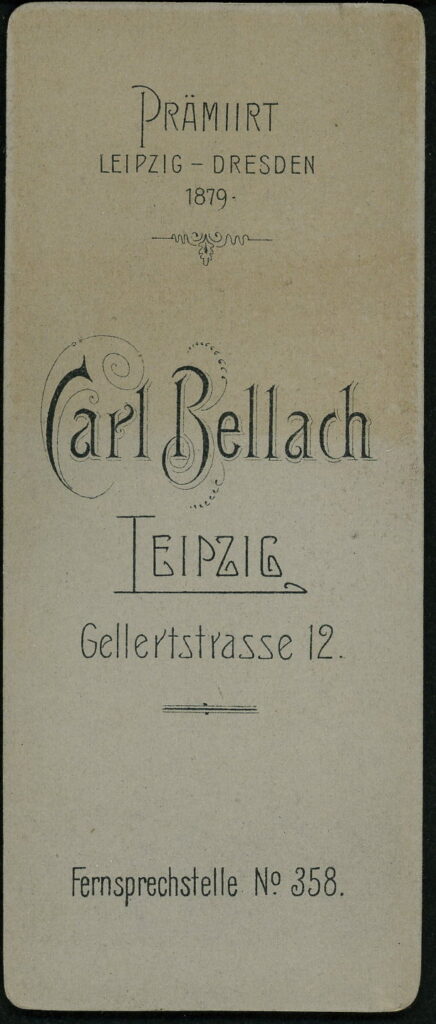 PRÄMIIRT
LEIPZIG – DRESDEN
1879.
Carl Bellach
LEIPZIG
Gellertstrasse 12.
Fernsprechstelle No 358.